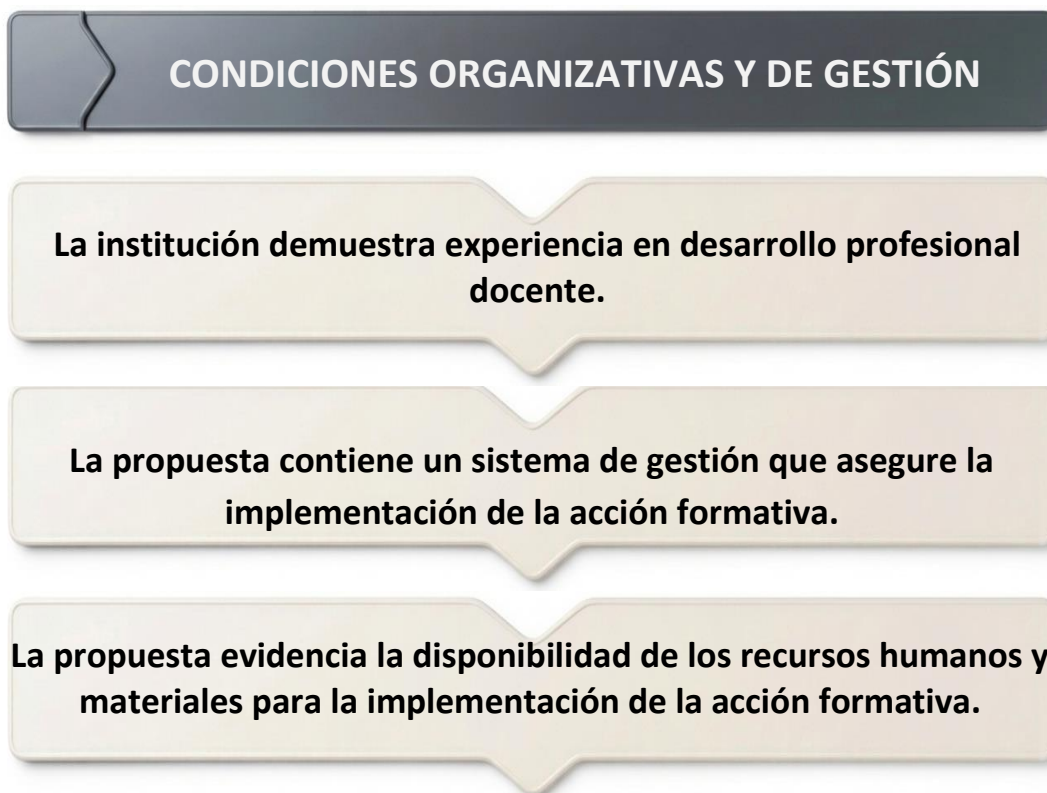 CONDICIONES ORGANIZATIVAS Y DE GESTIÓN
La institución demuestra experiencia en desarrollo profesional
docente.
La propuesta contiene un sistema de gestión que asegure la
implementación de la acción formativa.
La propuesta evidencia la disponibilidad de los recursos humanos y
materiales para la implementación de la acción formativa.